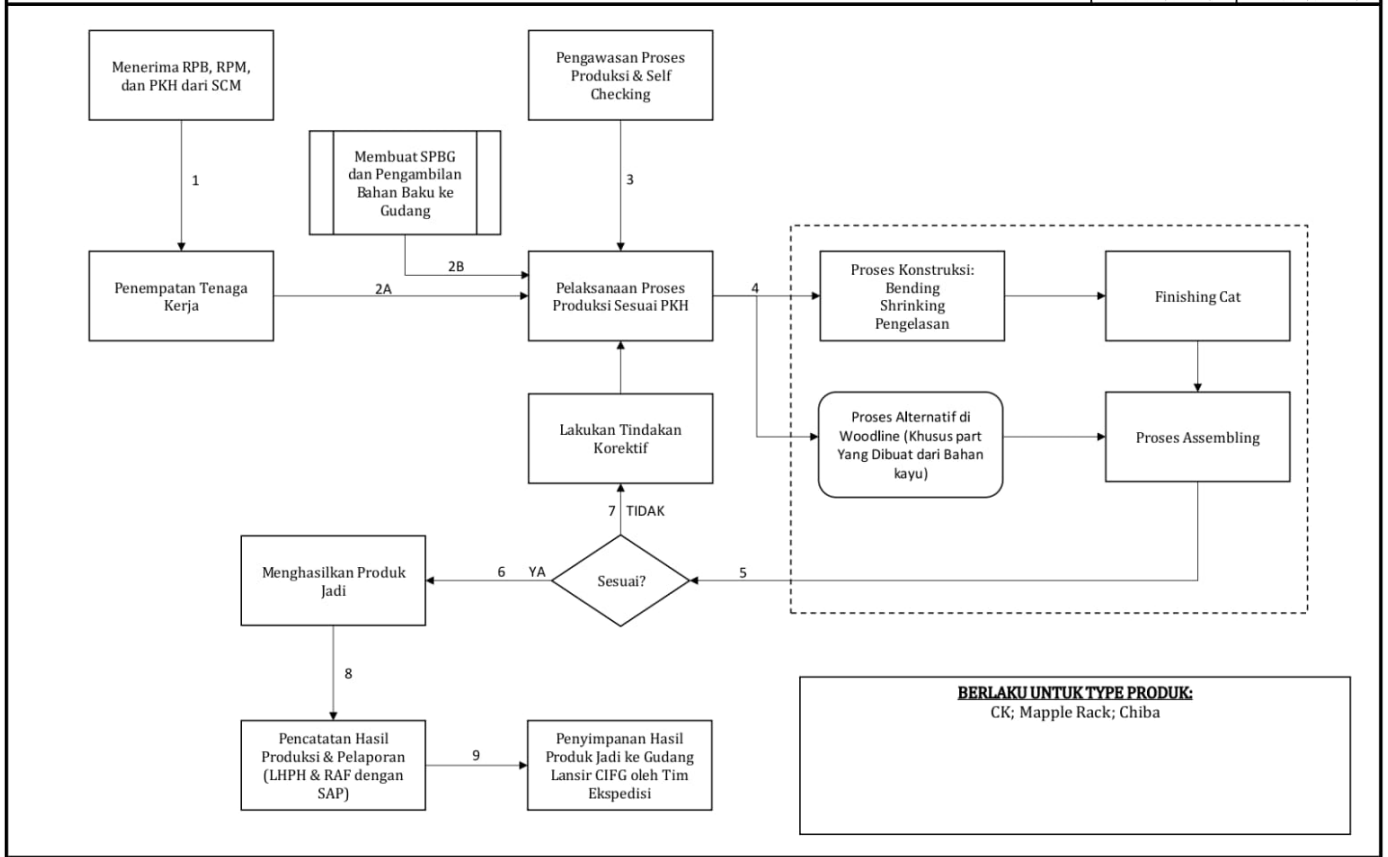 Menerima RPB, RPM,
dan PKH dari SCM
Pengawasan Proses
Produksi & Self
Checking
1
Membuat SPBG
dan Pengambilan
Bahan Baku ke
Gudang
3
2B
Penempatan Tenaga
Kerja
2A
Pelaksanaan Proses
Produksi Sesuai PKH
4
Proses Konstruksi:
Bending
Shrinking
Pengelasan
Finishing Cat
Lakukan Tindakan
Korektif
Proses Alternatif di
Woodline (Khusus part
Yang Dibuat dari Bahan
kayu)
Proses Assembling
7 TIDAK
Menghasilkan Produk
Jadi
6 YA
Sesuai?
5
8
Pencatatan Hasil
Produksi & Pelaporan
(LHPH & RAF dengan
SAP)
9
Penyimpanan Hasil
Produk Jadi ke Gudang
Lansir CIFG oleh Tim
Ekspedisi
BERLAKU UNTUK TYPE PRODUK:
CK; Mapple Rack; Chiba